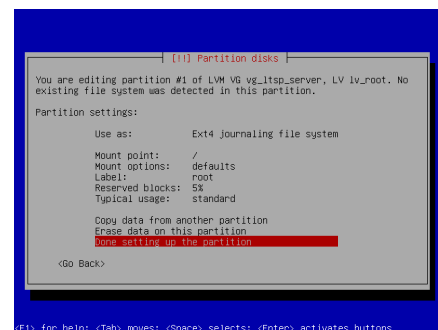 [!!] Partition disks
You are editing partition #1 of LVM VG vg_ltsp_server, LV lv_root. No
existing file system was detected in this partition.
Partition settings:
Use as: Ext4 journaling file system
Mount point: /
Mount options: defaults
Label: root
Reserved blocks: 5%
Typical usage: standard
Copy data from another partition
Erase data on this partition
Done setting up the partition
<Go Back>
<F1> for help; <Tab> moves; <Space> selects; <Enter> activates buttons